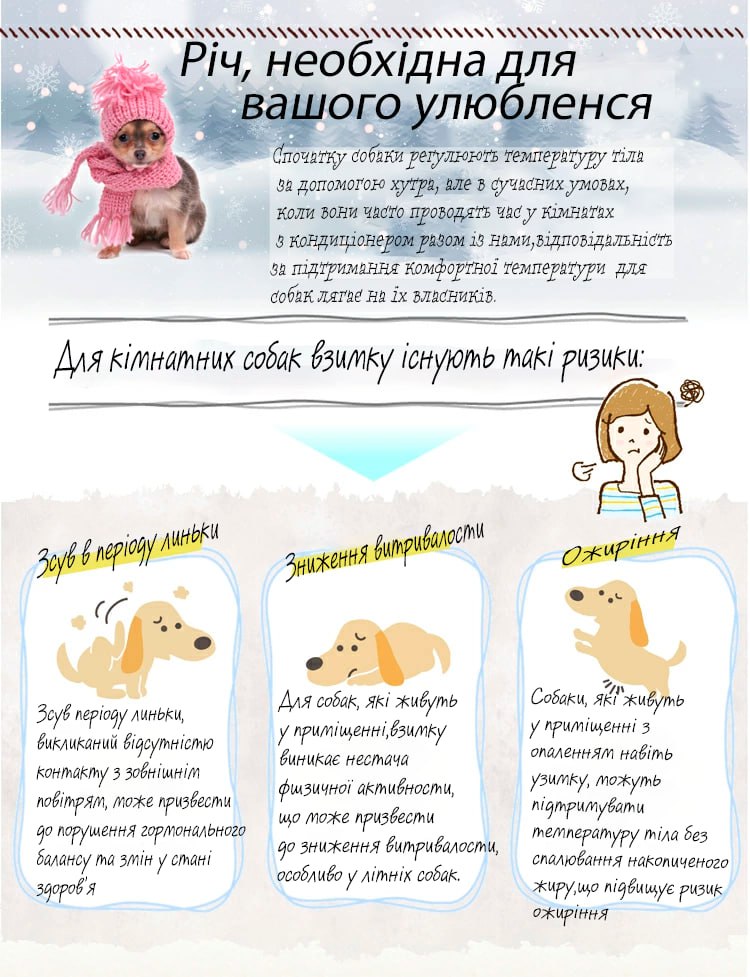 Річ, необхідна для
вашого улюбленся
Спочатку собаки регулюють температуру тіла
за допомогою хутра, але в сучасних умовах,
коли вони часто проводять час у кімнатах
з кондиціонером разом із нами,відповідальність
за підтримання комфортної температури для
собак лягає на їх власників.
Для кімнатних собак взимку існують такі ризики:
Зсув в періоду линьки
Зсув періоду линьки,
викликаний відсутністю
контакту з зовнішнім
повітрям, може призвести
до порушення гормонального
балансу та змін у стані
здоров'я
Зниження витривалости
Для собак, які живуть
у приміщенні,взимку
виникає нестача
фшзичної активности,
що може призвести
до зниження витривалости,
особливо у літніх собак.
Ожиріння
Собаки, які живуть
у приміщенні з
опаленням навіть
узимку, можуть
підтримувати
температуру тіла без
спалювання накопиченого
жиру,що підвищує ризик
ожиріння